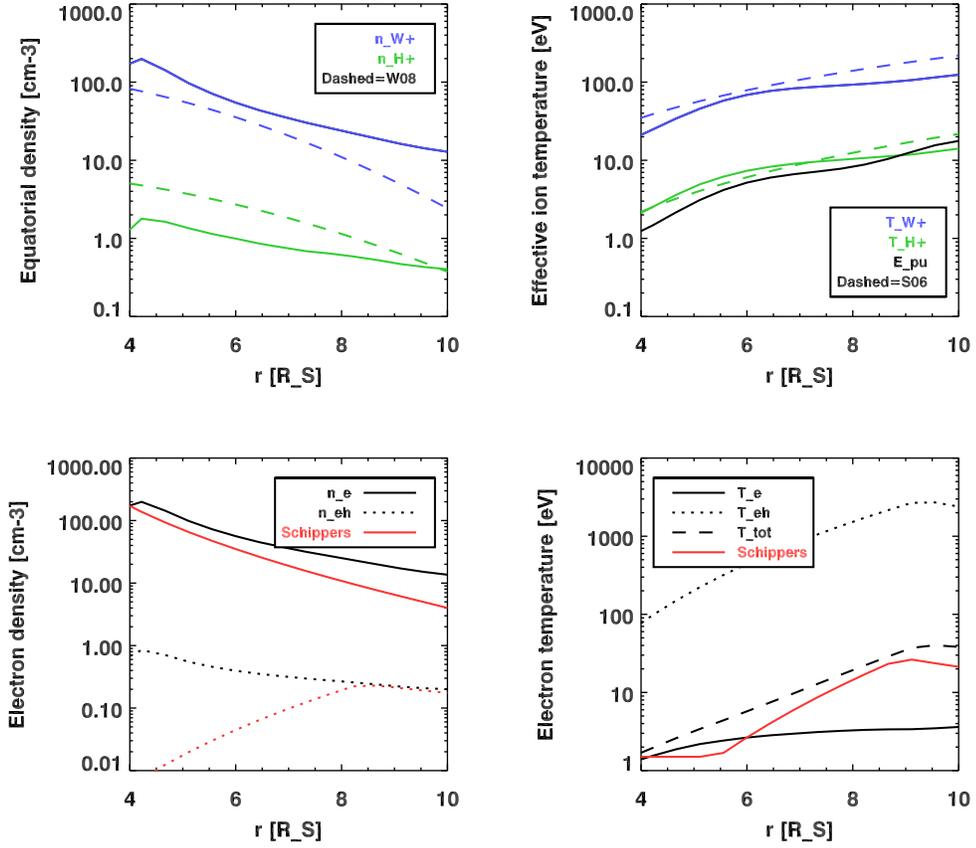 Equatorial density [cm-3]
1000.0
100.0
10.0
1.0
0.1
n_W+
n_H+
Dashed=W08
4 6 8 10
r [R_S]
Effective ion temperature [eV]
1000.0
100.0
10.0
1.0
0.1
T_W+
T_H+
E_pu
Dashed=S06
4 6 8 10
r [R_S]
Electron density [cm-3]
1000.00
100.00
10.00
1.00
0.10
0.01
n_e
n_eh
Schippers
4 6 8 10
r [R_S]
Electron temperature [eV]
10000
1000
100
10
1
T_e
T_eh
T_tot
Schippers
4 6 8 10
r [R_S]